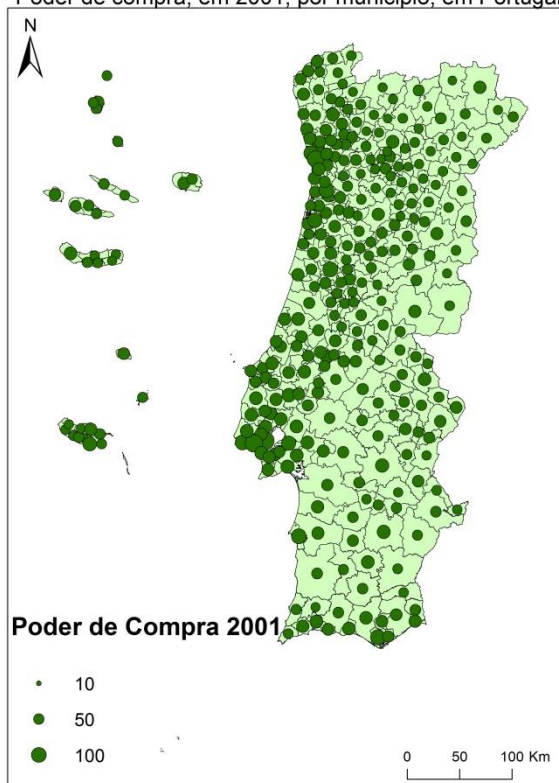 Poder de compra, em 2001, por município, em Portugal
N
Poder de Compra 2001
10
50
100
0 50 100 Km